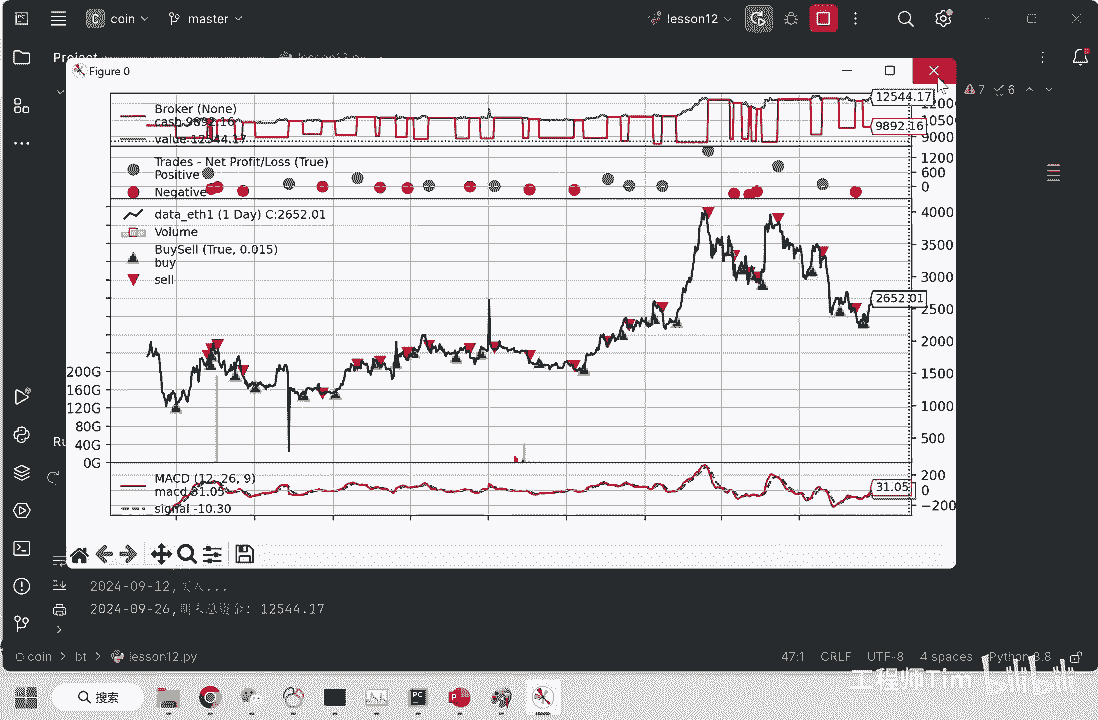 coin master lesson12
Project
Figure 0
7 6
Broker (None)
cash 9892.16
value 12544.17
12544.17
10500
9892.16
9000
Trades - Net Profit/Loss (True)
Positive
Negative
1200
600
0
data_eth1 (1 Day) C:2652.01
Volume
BuySell (True, 0.015)
buy
sell
4000
3500
3000
2652.01
2500
2000
1500
1000
500
200G
160G
120G
80G
40G
0G
MACD (12, 26, 9)
macd 31.05
signal -10.30
200
31.05
0
−200
2024-09-12,买入...
2024-09-26,期末总资金: 12544.17
coin > bt > lesson12.py
47:1 CRLF UTF-8 4 spaces Python 3.8
工程师Tim bilibili
搜索